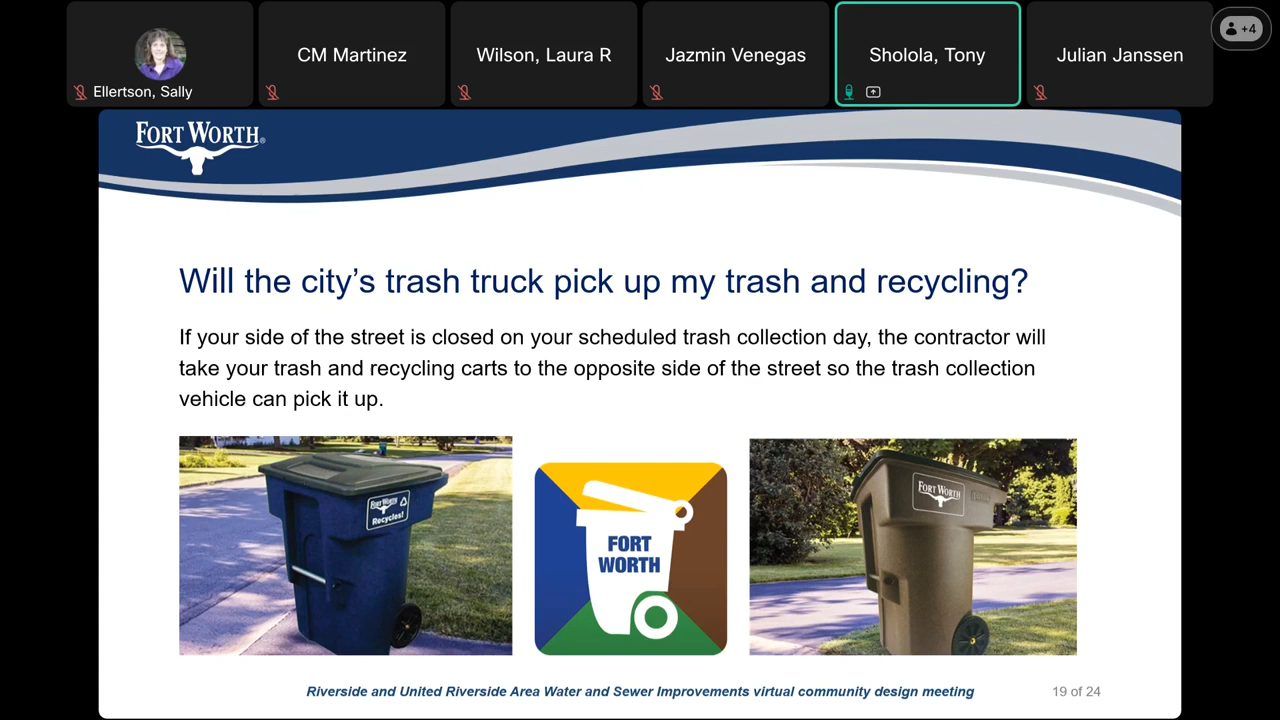 CM Martinez
Wilson, Laura R
Jazmin Venegas
Sholola, Tony
Julian Janssen
+4
Ellertson, Sally
FORT WORTH®
Will the city’s trash truck pick up my trash and recycling?
If your side of the street is closed on your scheduled trash collection day, the contractor will
take your trash and recycling carts to the opposite side of the street so the trash collection
vehicle can pick it up.
FORT WORTH
Recycles!
FORT
WORTH
FORT WORTH
Riverside and United Riverside Area Water and Sewer Improvements virtual community design meeting
19 of 24